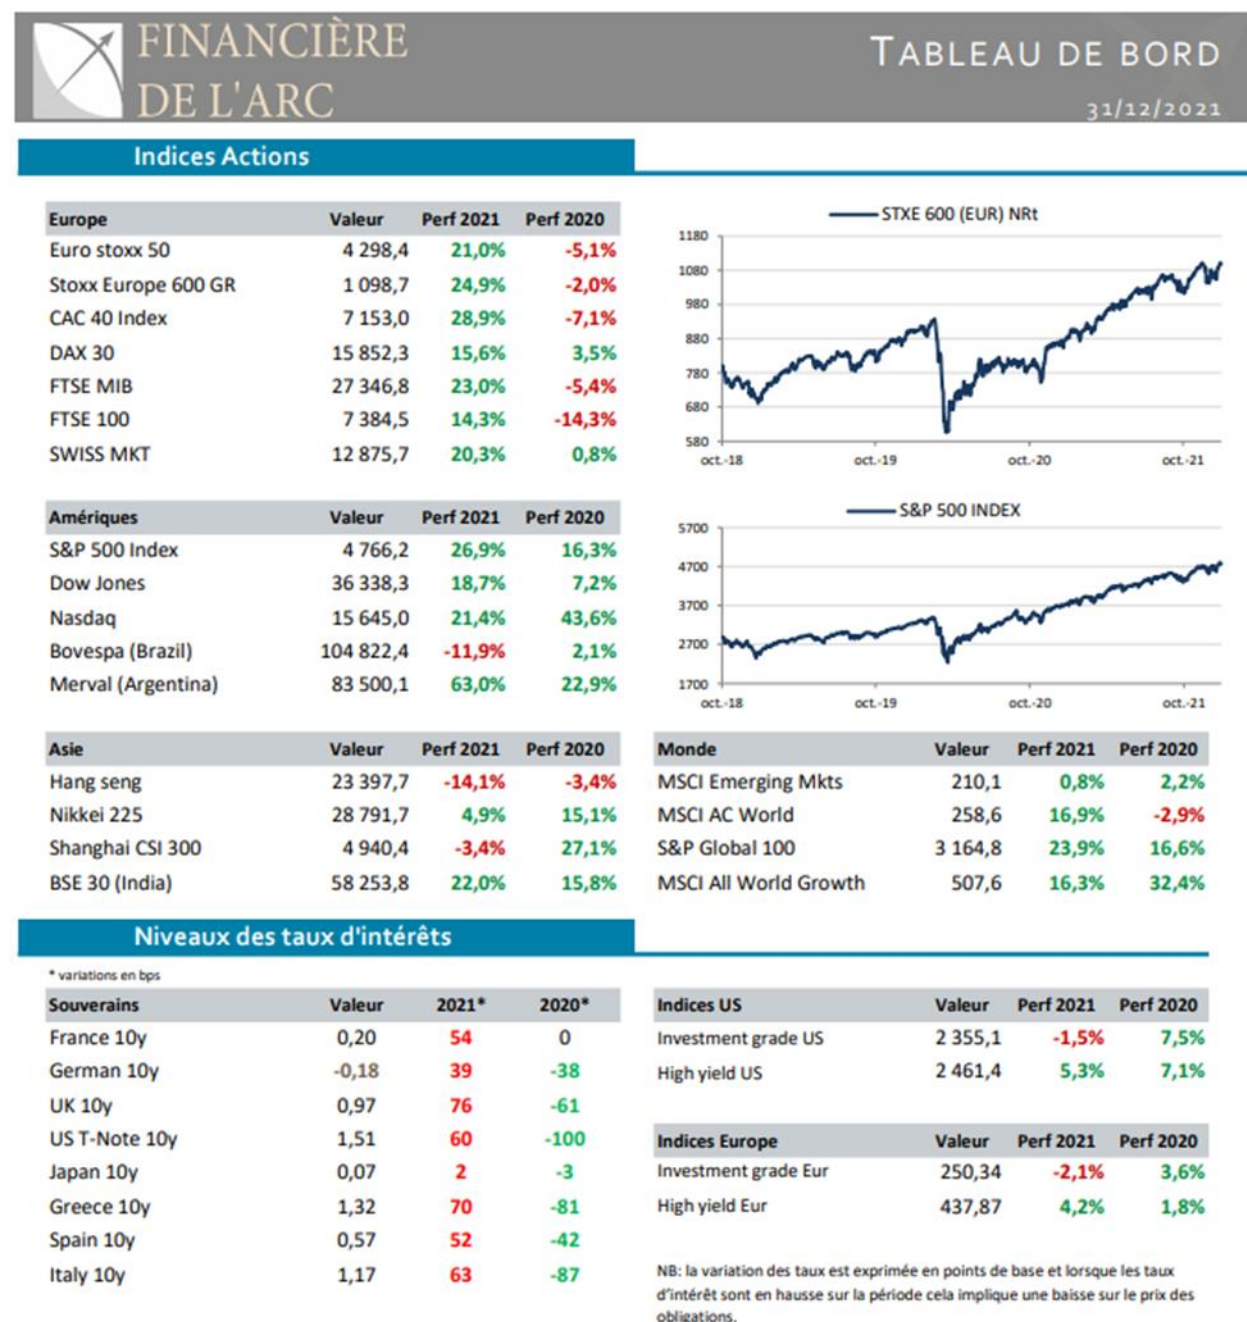 FINANCIÈRE
DE L'ARC
TABLEAU DE BORD
31/12/2021
Indices Actions
Europe Valeur Perf 2021 Perf 2020
Euro stoxx 50 4 298,4 21,0% -5,1%
Stoxx Europe 600 GR 1 098,7 24,9% -2,0%
CAC 40 Index 7 153,0 28,9% -7,1%
DAX 30 15 852,3 15,6% 3,5%
FTSE MIB 27 346,8 23,0% -5,4%
FTSE 100 7 384,5 14,3% -14,3%
SWISS MKT 12 875,7 20,3% 0,8%
STXE 600 (EUR) NRt
1180
1080
980
880
780
680
580
oct.-18 oct.-19 oct.-20 oct.-21
Amériques Valeur Perf 2021 Perf 2020
S&P 500 Index 4 766,2 26,9% 16,3%
Dow Jones 36 338,3 18,7% 7,2%
Nasdaq 15 645,0 21,4% 43,6%
Bovespa (Brazil) 104 822,4 -11,9% 2,1%
Merval (Argentina) 83 500,1 63,0% 22,9%
S&P 500 INDEX
5700
4700
3700
2700
1700
oct.-18 oct.-19 oct.-20 oct.-21
Asie Valeur Perf 2021 Perf 2020
Hang seng 23 397,7 -14,1% -3,4%
Nikkei 225 28 791,7 4,9% 15,1%
Shanghai CSI 300 4 940,4 -3,4% 27,1%
BSE 30 (India) 58 253,8 22,0% 15,8%
Monde Valeur Perf 2021 Perf 2020
MSCI Emerging Mkts 210,1 0,8% 2,2%
MSCI AC World 258,6 16,9% -2,9%
S&P Global 100 3 164,8 23,9% 16,6%
MSCI All World Growth 507,6 16,3% 32,4%
Niveaux des taux d'intérêts
* variations en bps
Souverains Valeur 2021* 2020*
France 10y 0,20 54 0
German 10y -0,18 39 -38
UK 10y 0,97 76 -61
US T-Note 10y 1,51 60 -100
Japan 10y 0,07 2 -3
Greece 10y 1,32 70 -81
Spain 10y 0,57 52 -42
Italy 10y 1,17 63 -87
Indices US Valeur Perf 2021 Perf 2020
Investment grade US 2 355,1 -1,5% 7,5%
High yield US 2 461,4 5,3% 7,1%
Indices Europe Valeur Perf 2021 Perf 2020
Investment grade Eur 250,34 -2,1% 3,6%
High yield Eur 437,87 4,2% 1,8%
NB: la variation des taux est exprimée en points de base et lorsque les taux
d'intérêt sont en hausse sur la période cela implique une baisse sur le prix des
obligations.